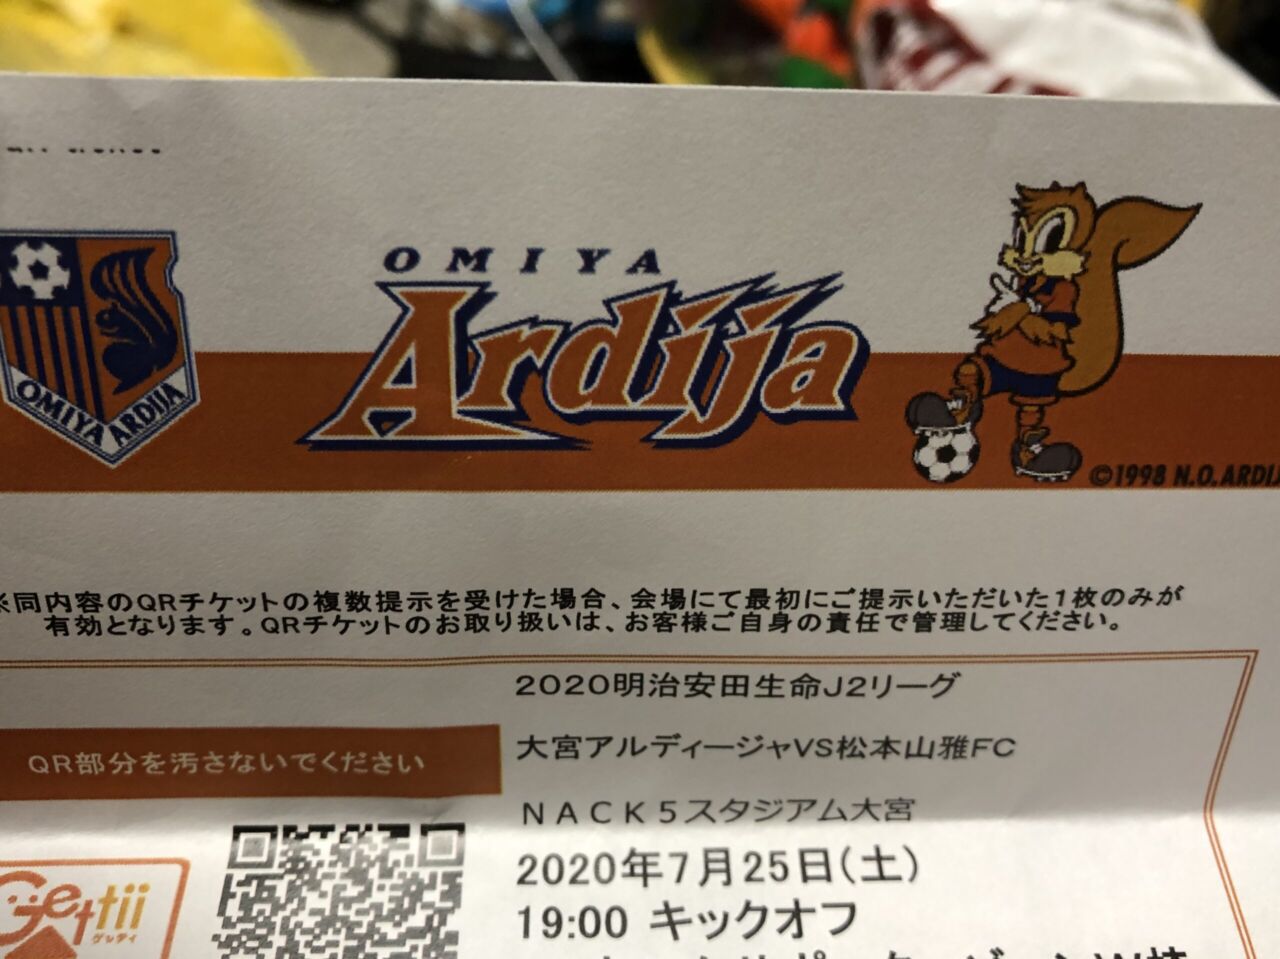 OMIYA
Ardija
OMIYA ARDIJA
©1998 N.O.ARDIJ
※同内容のQRチケットの複数提示を受けた場合、会場にて最初にご提示いただいた1枚のみが
有効となります。QRチケットのお取り扱いは、お客様ご自身の責任で管理してください。
2020明治安田生命J2リーグ
大宮アルディージャVS松本山雅FC
QR部分を汚さないでください
NACK5スタジアム大宮
2020年7月25日(土)
19:00 キックオフ
Gettii
ゲッティ